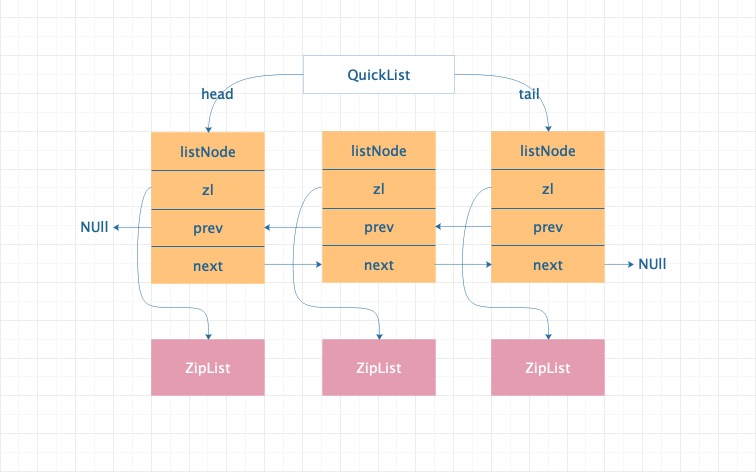 QuickList
head
tail
listNode
listNode
listNode
zl
zl
zl
NUll
prev
prev
prev
next
next
next
NUll
ZipList
ZipList
ZipList